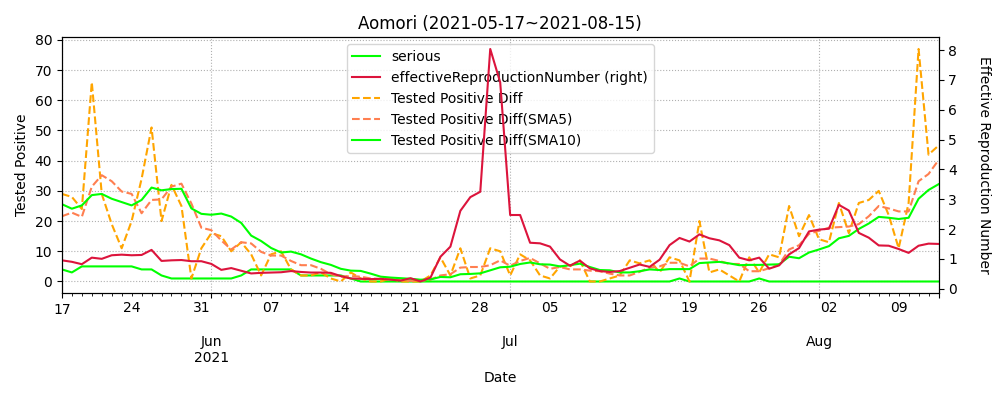 Aomori (2021-05-17~2021-08-15)
serious
effectiveReproductionNumber (right)
Tested Positive Diff
Tested Positive Diff(SMA5)
Tested Positive Diff(SMA10)
Tested Positive
80
70
60
50
40
30
20
10
0
Effective Reproduction Number
8
7
6
5
4
3
2
1
0
17 24 31 07 14 21 28 05 12 19 26 02 09
Jun Jul Aug
2021
Date